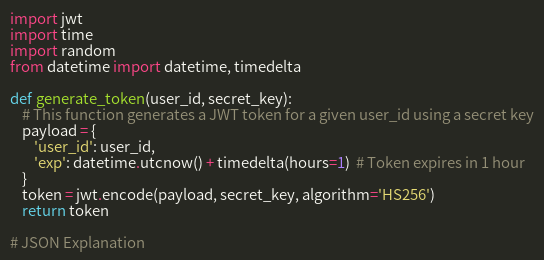 import jwt
import time
import random
from datetime import datetime, timedelta

def generate_token(user_id, secret_key):
    # This function generates a JWT token for a given user_id using a secret key
    payload = {
        'user_id': user_id,
        'exp': datetime.utcnow() + timedelta(hours=1)  # Token expires in 1 hour
    }
    token = jwt.encode(payload, secret_key, algorithm='HS256')
    return token

# JSON Explanation